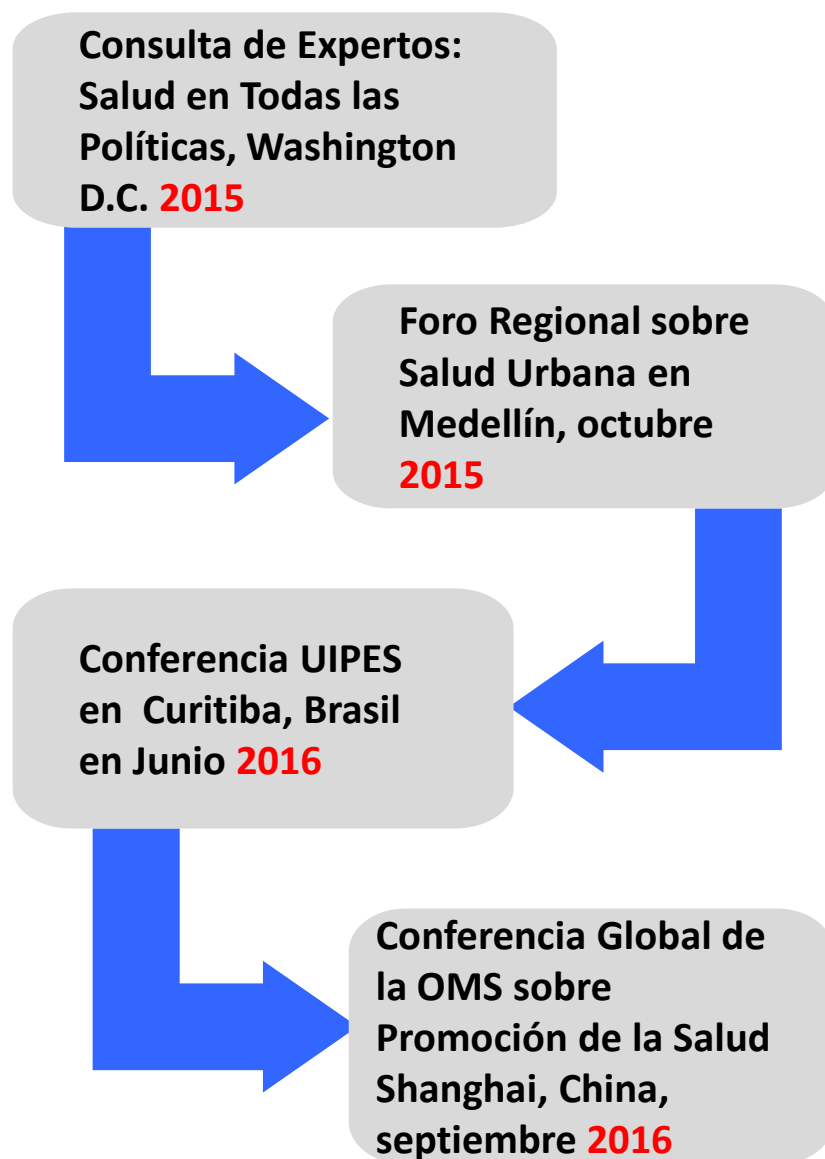 Consulta de Expertos:
Salud en Todas las
Políticas, Washington
D.C. 2015
Foro Regional sobre
Salud Urbana en
Medellín, octubre
2015
Conferencia UIPES
en Curitiba, Brasil
en Junio 2016
Conferencia Global de
la OMS sobre
Promoción de la Salud
Shanghai, China,
septiembre 2016